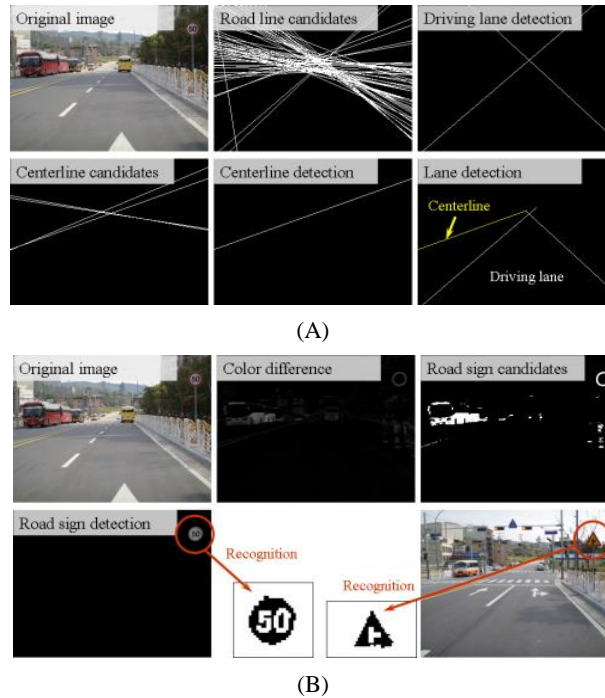 Original image
Road line candidates
Driving lane detection
Centerline candidates
Centerline detection
Lane detection
Centerline
Driving lane
(A)
Original image
Color difference
Road sign candidates
Road sign detection
50
Recognition
Recognition
50
(B)